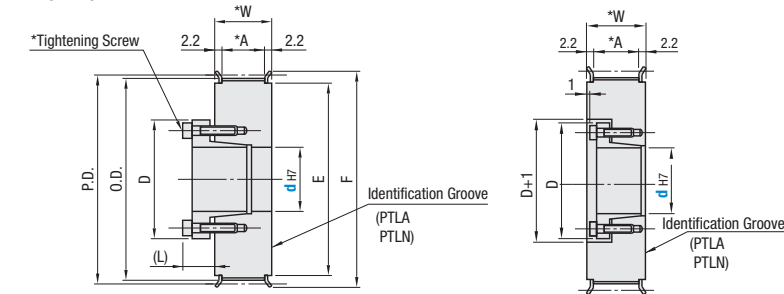 *W
2.2
*A
2.2
*Tightening Screw
P.D.
O.D.
D
d H7
E
F
(L)
Identification Groove
(PTLA
PTLN)
*W
2.2
*A
2.2
1
D+1
D
d H7
Identification Groove
(PTLA
PTLN)